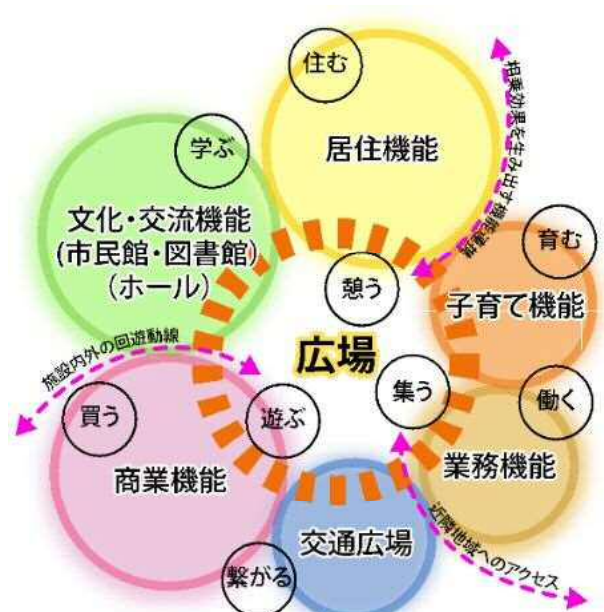 住む
居住機能
相乗効果を生み出す機能連携
学ぶ
文化・交流機能
(市民館・図書館)
(ホール)
育む
子育て機能
憩う
広場
施設内外の回遊動線
買う
遊ぶ
集う
働く
商業機能
業務機能
交通広場
繋がる
近隣地域へのアクセス